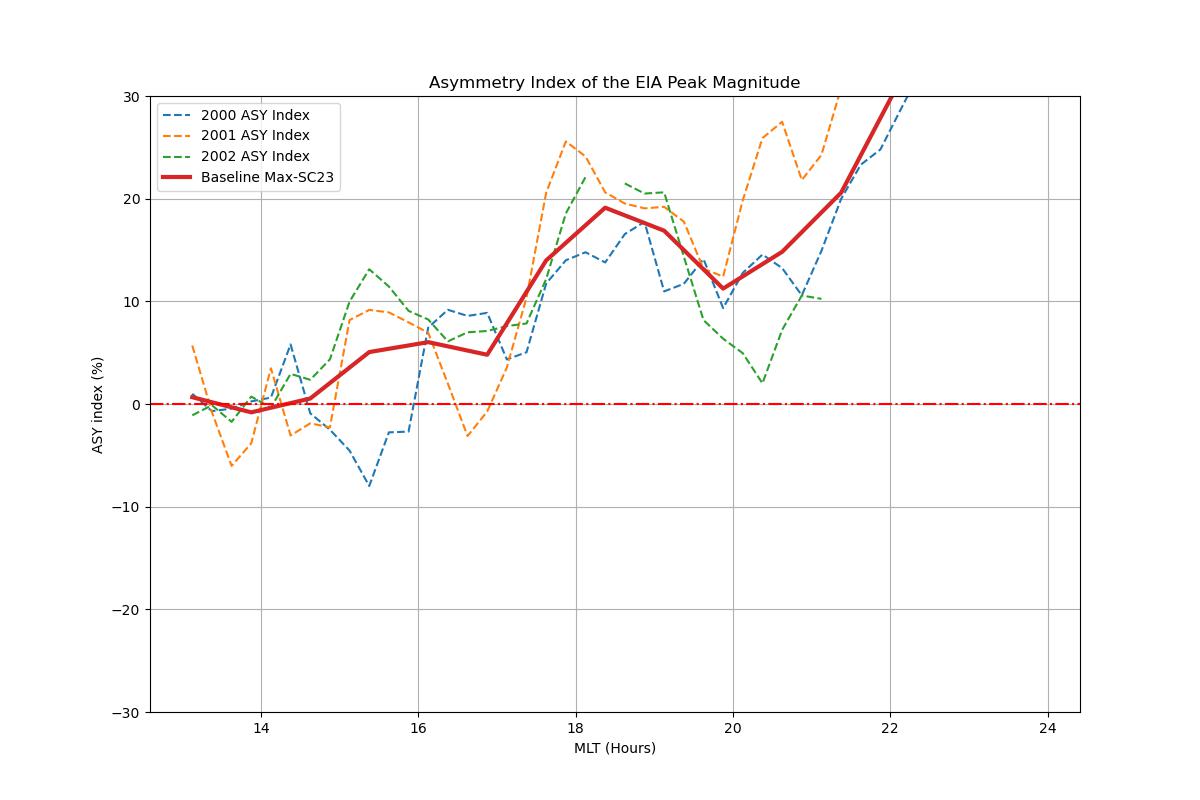 Asymmetry Index of the EIA Peak Magnitude
2000 ASY Index
2001 ASY Index
2002 ASY Index
Baseline Max-SC23
30
20
10
0
−10
−20
−30
ASY index (%)
14 16 18 20 22 24
MLT (Hours)